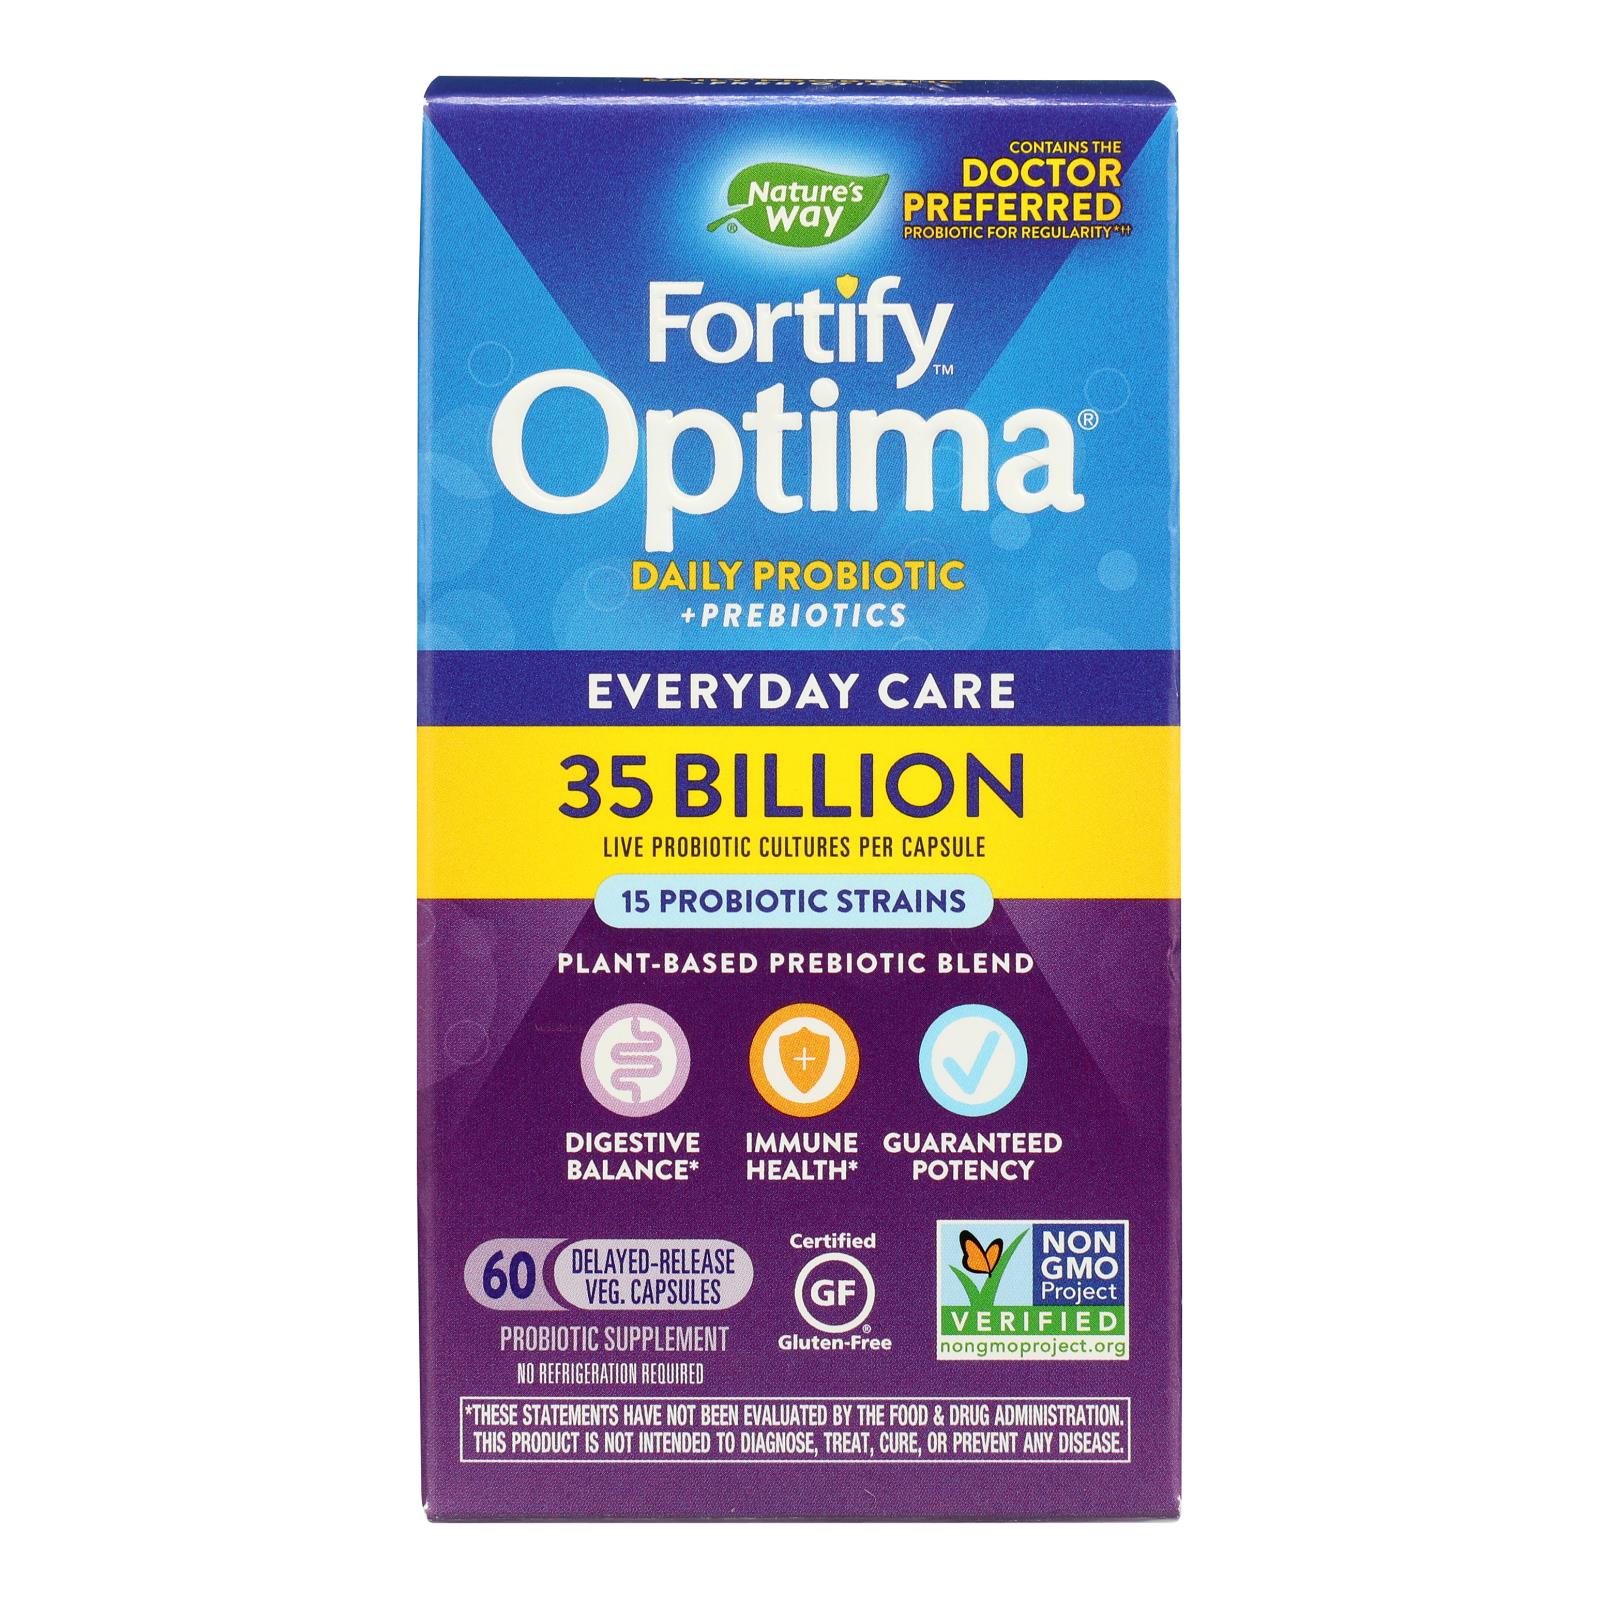 DAILY PROBIOTIC
+PREBIOTICS
Nature's
Way®
CONTAINS THE
DOCTOR
PREFERRED
PROBIOTIC FOR REGULARITY*††
Fortify™
Optima®
DAILY PROBIOTIC
+PREBIOTICS
EVERYDAY CARE
35 BILLION
LIVE PROBIOTIC CULTURES PER CAPSULE
15 PROBIOTIC STRAINS
PLANT-BASED PREBIOTIC BLEND
DIGESTIVE
BALANCE*
IMMUNE
HEALTH*
GUARANTEED
POTENCY
60
DELAYED-RELEASE
VEG. CAPSULES
PROBIOTIC SUPPLEMENT
NO REFRIGERATION REQUIRED
Certified
GF®
Gluten-Free
NON
GMO
Project
VERIFIED
nongmoproject.org
*THESE STATEMENTS HAVE NOT BEEN EVALUATED BY THE FOOD & DRUG ADMINISTRATION.
THIS PRODUCT IS NOT INTENDED TO DIAGNOSE, TREAT, CURE, OR PREVENT ANY DISEASE.